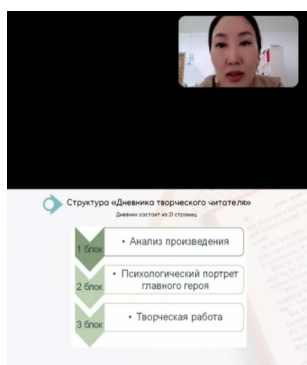 Структура «Дневника творческого читателя»
Дневник состоит из 21 страниц
1 блок
• Анализ произведения
2 блок
• Психологический портрет
главного героя
3 блок
• Творческая работа